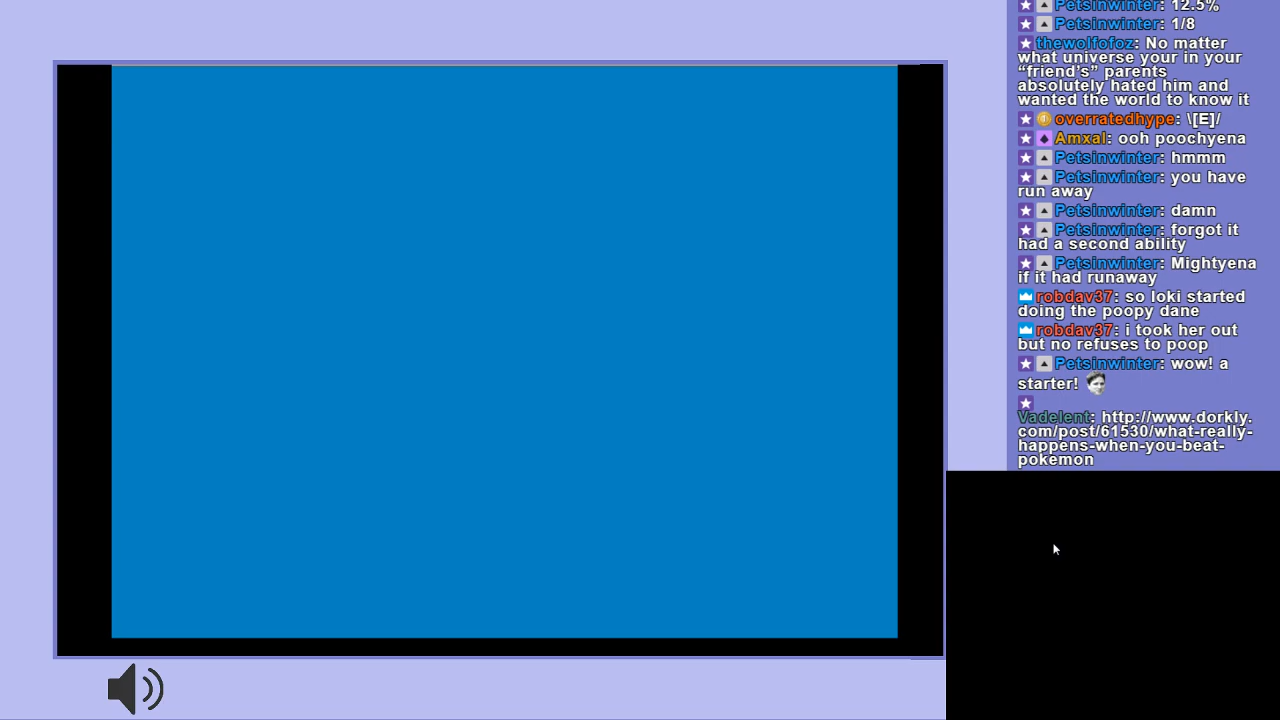 Petsinwinter: 12.5%
Petsinwinter: 1/8
thewolfofoz: No matter
what universe your in your
“friend's” parents
absolutely hated him and
wanted the world to know it
overratedhype: \[E]/
Amxal: ooh poochyena
Petsinwinter: hmmm
Petsinwinter: you have
run away
Petsinwinter: damn
Petsinwinter: forgot it
had a second ability
Petsinwinter: Mightyena
if it had runaway
robdav37: so loki started
doing the poopy dane
robdav37: i took her out
but no refuses to poop
Petsinwinter: wow! a
starter!
Vadelent: http://www.dorkly.
com/post/61530/what-really-
happens-when-you-beat-
pokemon